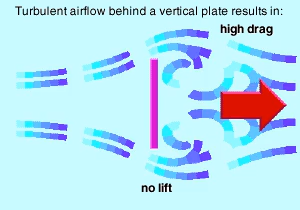 Turbulent airflow behind a vertical plate results in:
high drag
no lift